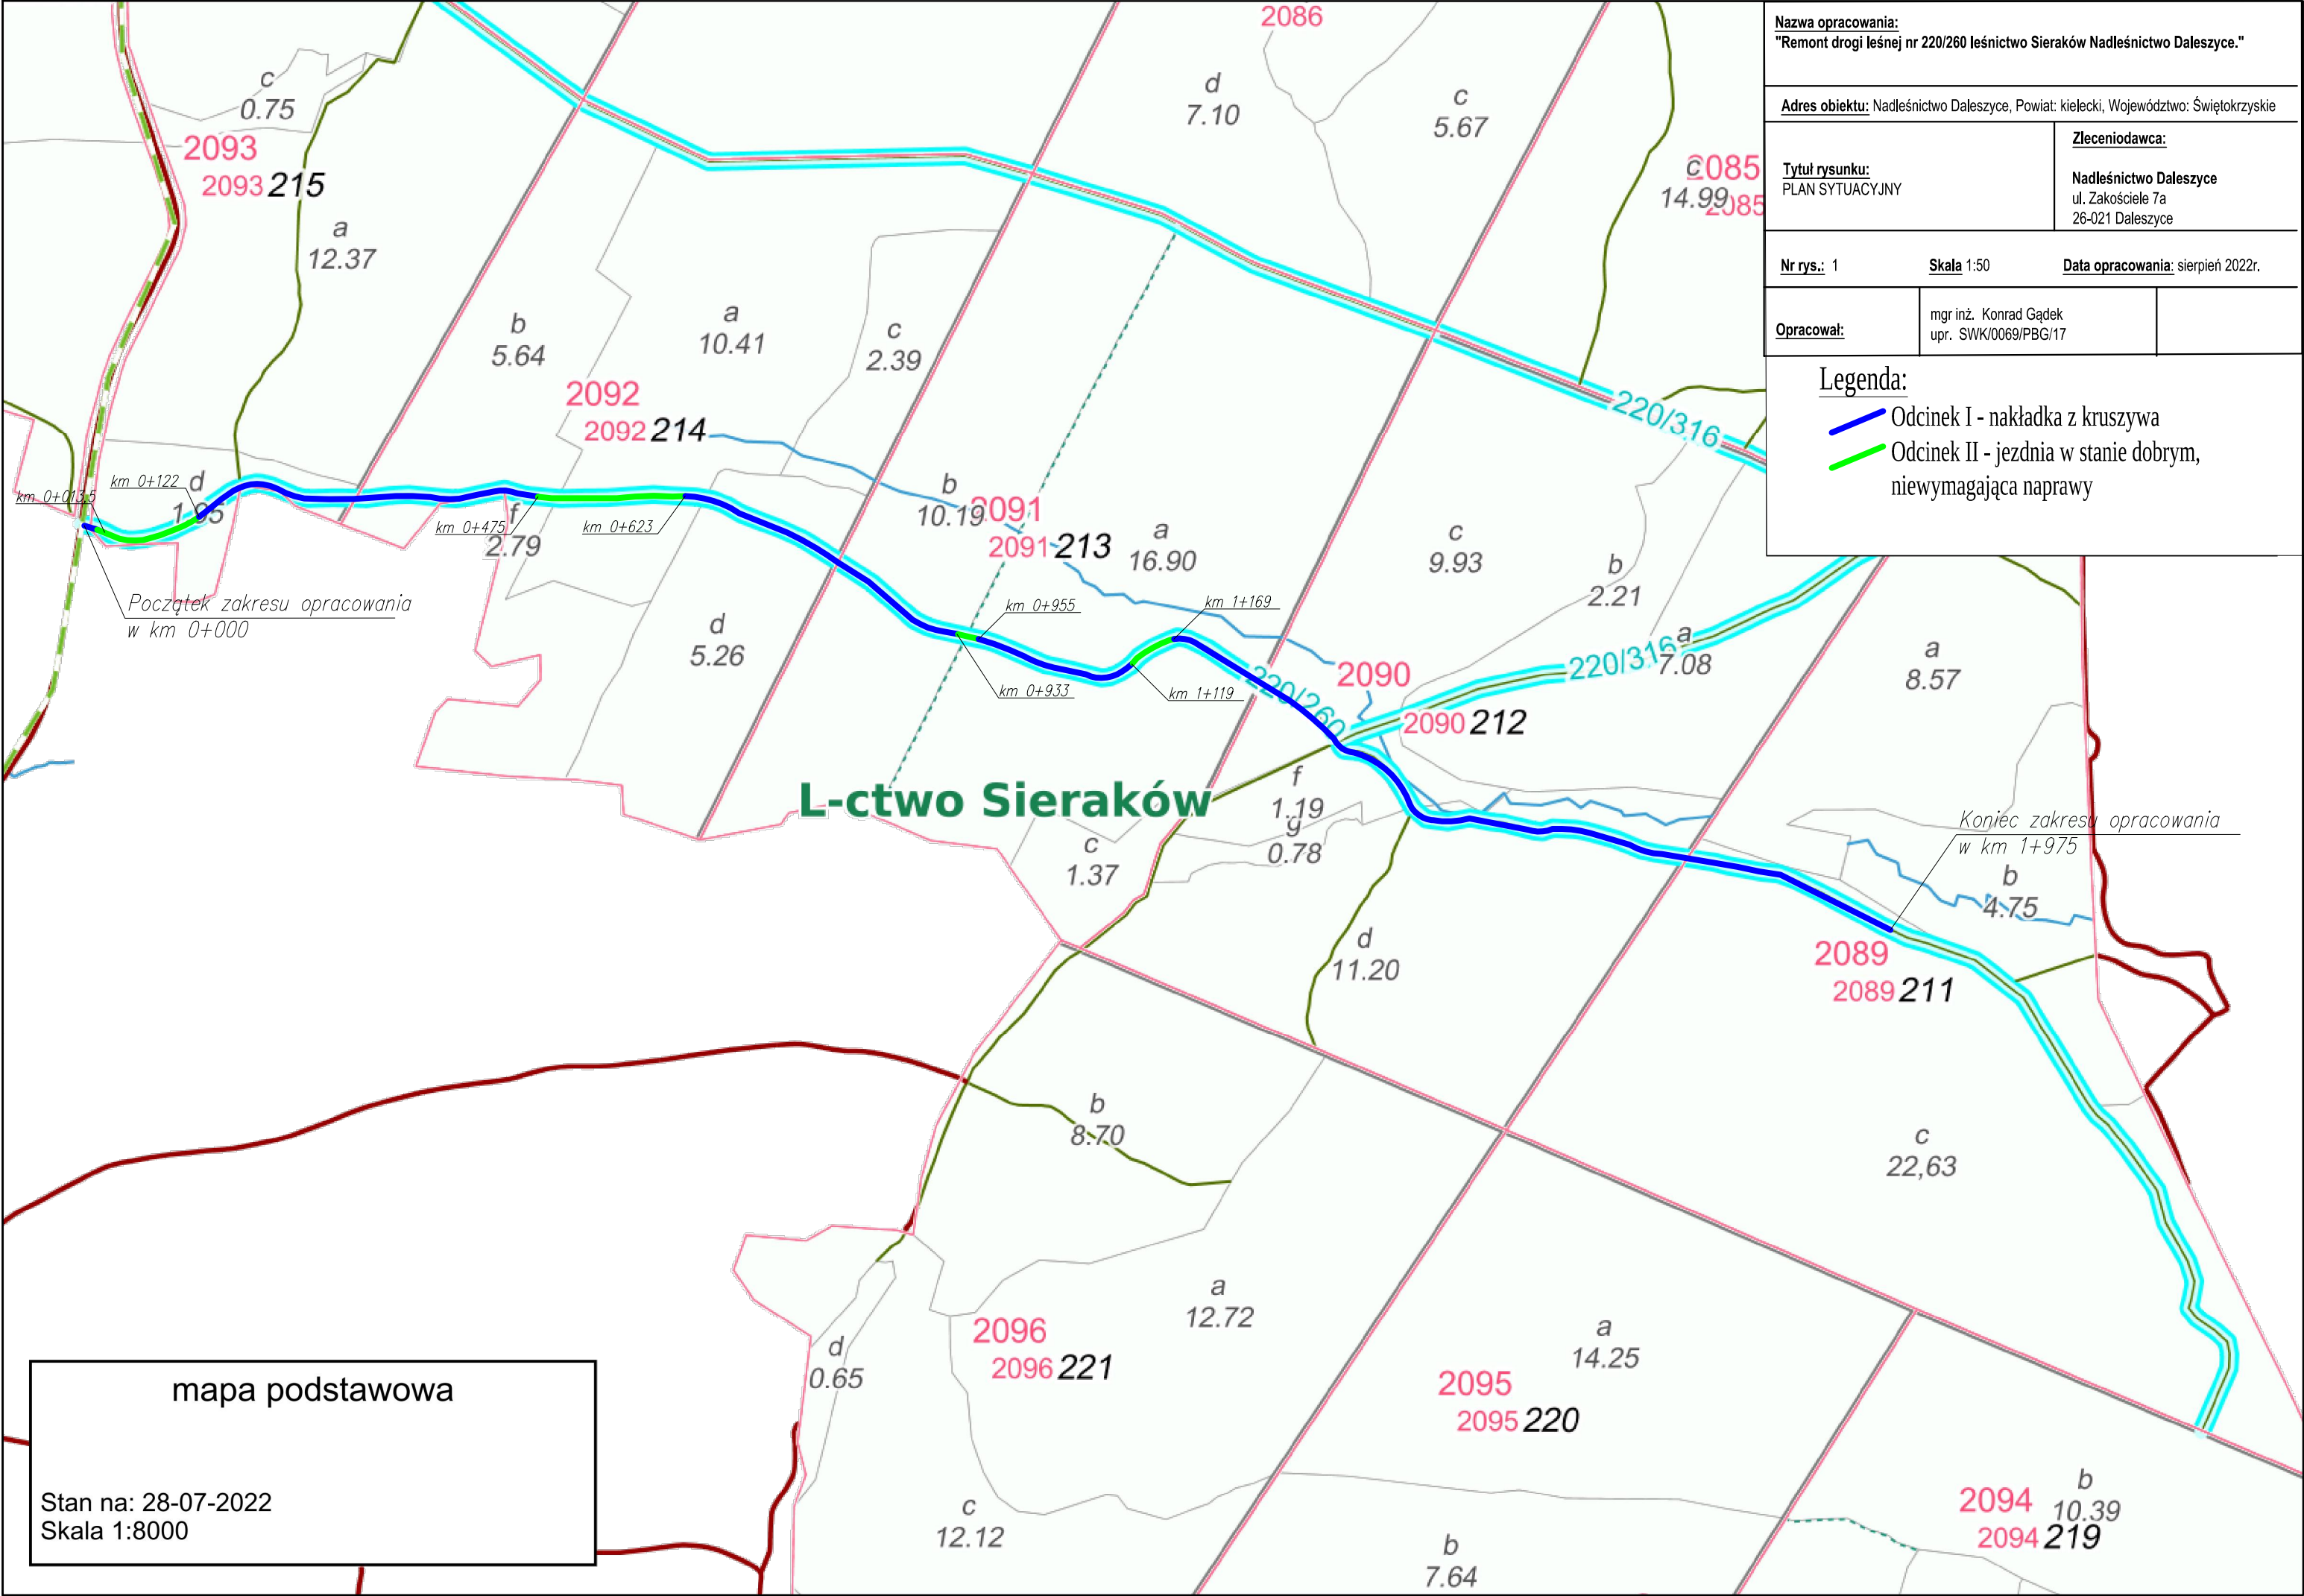 Nazwa opracowania:
"Remont drogi leśnej nr 220/260 leśnictwo Sieraków Nadleśnictwo Daleszyce."
Adres obiektu: Nadleśnictwo Daleszyce, Powiat: kielecki, Województwo: Świętokrzyskie
Tytuł rysunku:
PLAN SYTUACYJNY
Zleceniodawca:
Nadleśnictwo Daleszyce
ul. Zakościele 7a
26-021 Daleszyce
Nr rys.: 1
Skala 1:50
Data opracowania: sierpień 2022r.
Opracował:
mgr inż. Konrad Gądek
upr. SWK/0069/PBG/17
Legenda:
Odcinek I - nakładka z kruszywa
Odcinek II - jezdnia w stanie dobrym,
niewymagająca naprawy
2086
c
0.75
2093
2093 215
a
12.37
d
7.10
c
5.67
2085
c
14.99
2085
b
5.64
a
10.41
c
2.39
2092
2092 214
220/316
km 0+013,5
km 0+122
d
1.95
km 0+475
f
2.79
km 0+623
b
10.19
2091
2091 213
a
16.90
c
9.93
b
2.21
Początek zakresu opracowania
w km 0+000
d
5.26
km 0+955
km 1+169
km 0+933
km 1+119
220/260
2090
2090 212
220/316
a
7.08
a
8.57
L-ctwo Sieraków
f
1.19
g
0.78
c
1.37
Koniec zakresu opracowania
w km 1+975
b
4.75
d
11.20
2089
2089 211
b
8.70
c
22,63
a
12.72
2096
2096 221
d
0.65
a
14.25
2095
2095 220
c
12.12
b
7.64
2094
b
10.39
2094 219
mapa podstawowa
Stan na: 28-07-2022
Skala 1:8000